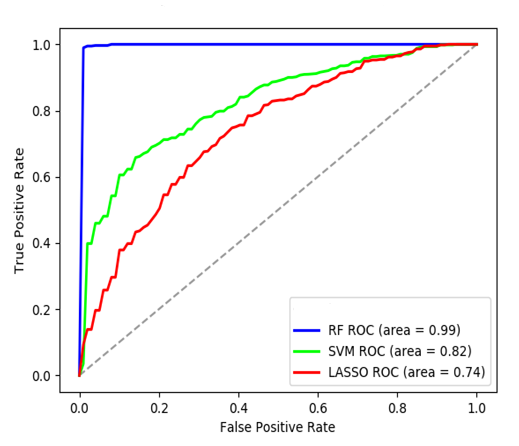 1.0
0.8
0.6
0.4
0.2
0.0
True Positive Rate
RF ROC (area = 0.99)
SVM ROC (area = 0.82)
LASSO ROC (area = 0.74)
0.0 0.2 0.4 0.6 0.8 1.0
False Positive Rate